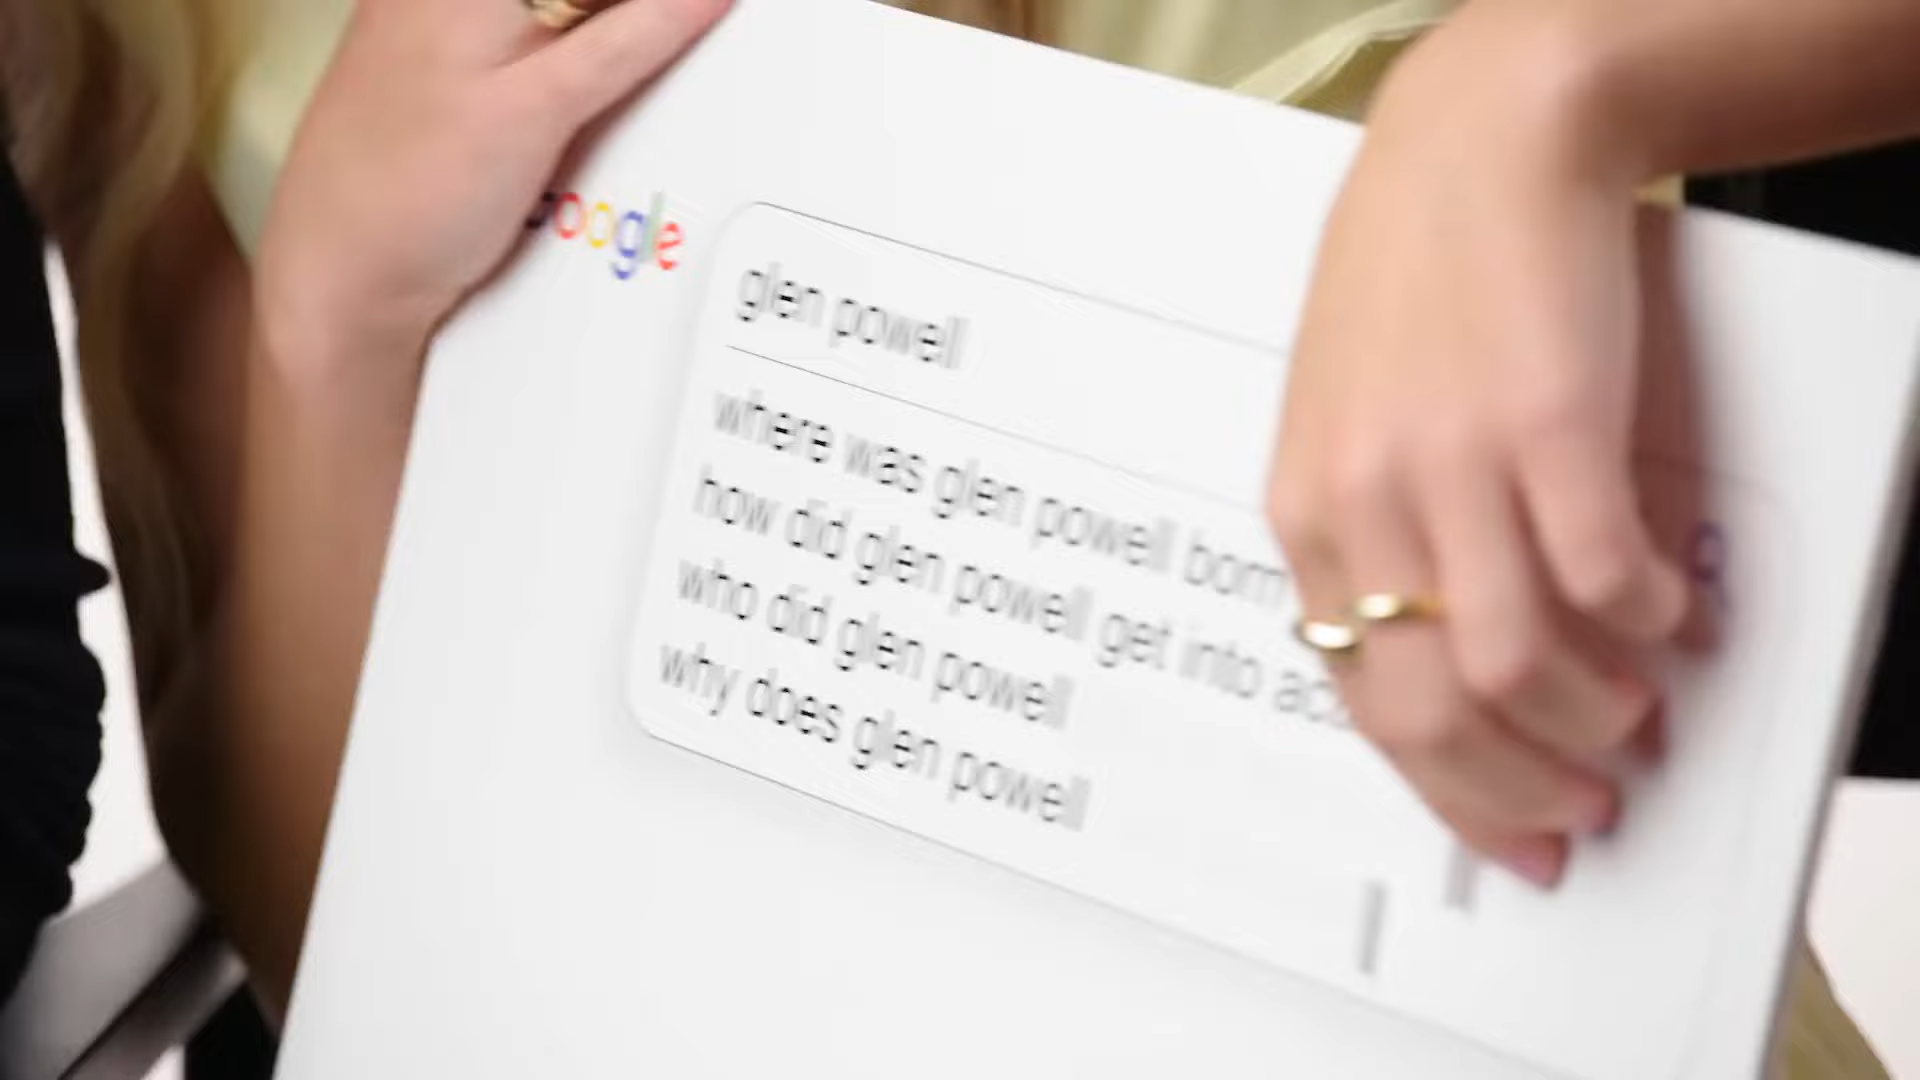 Google
glen powell
where was glen powell born
how did glen powell get into
who did glen powell
why does glen powell